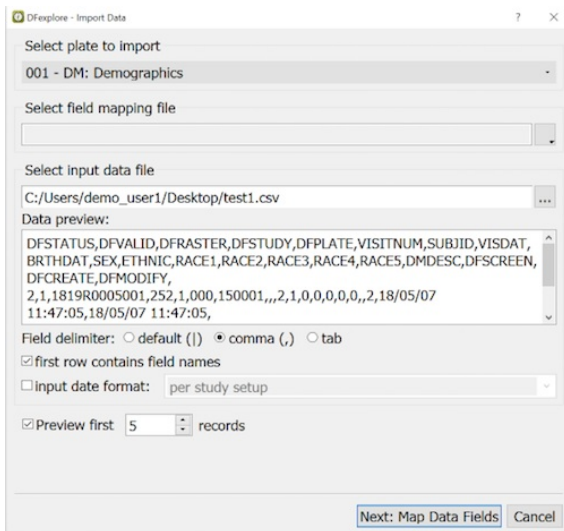 DFexplore - Import Data
Select plate to import
001 - DM: Demographics
Select field mapping file
Select input data file
C:/Users/demo_user1/Desktop/test1.csv
...
Data preview:
DFSTATUS,DFVALID,DFRASTER,DFSTUDY,DFPLATE,VISITNUM,SUBJID,VISDAT,
BRTHDAT,SEX,ETHNIC,RACE1,RACE2,RACE3,RACE4,RACE5,DMDESC,DFSCREEN,
DFCREATE,DFMODIFY,
2,1,1819R0005001,252,1,000,150001,,,2,1,0,0,0,0,0,,2,18/05/07
11:47:05,18/05/07 11:47:05,
Field delimiter: default (|) comma (,) tab
first row contains field names
input date format: per study setup
Preview first 5 records
Next: Map Data Fields Cancel